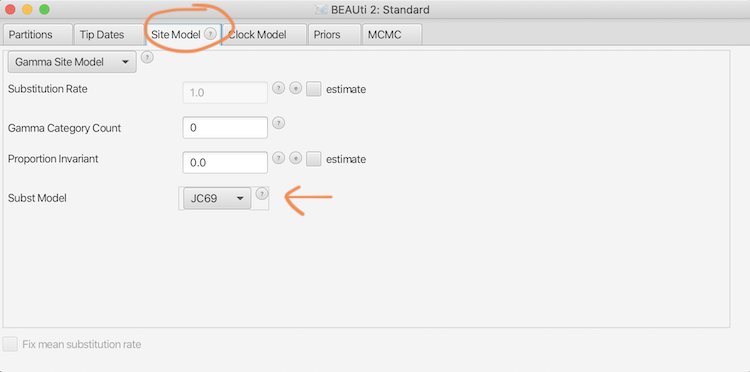 BEAUti 2: Standard
Partitions Tip Dates Site Model ? Clock Model Priors MCMC
Gamma Site Model ?
Substitution Rate 1.0 ? estimate
Gamma Category Count 0 ?
Proportion Invariant 0.0 ? estimate
Subst Model JC69 ?
Fix mean substitution rate